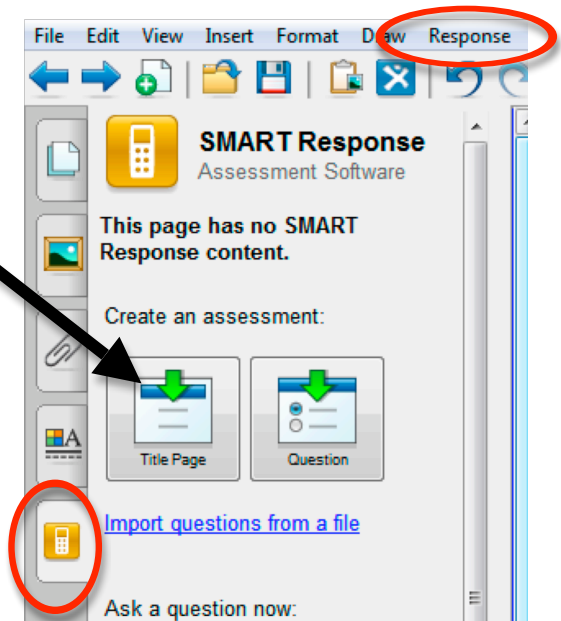 File Edit View Insert Format Draw Response
SMART Response
Assessment Software
This page has no SMART
Response content.
Create an assessment:
A
Title Page Question
Import questions from a file
Ask a question now: